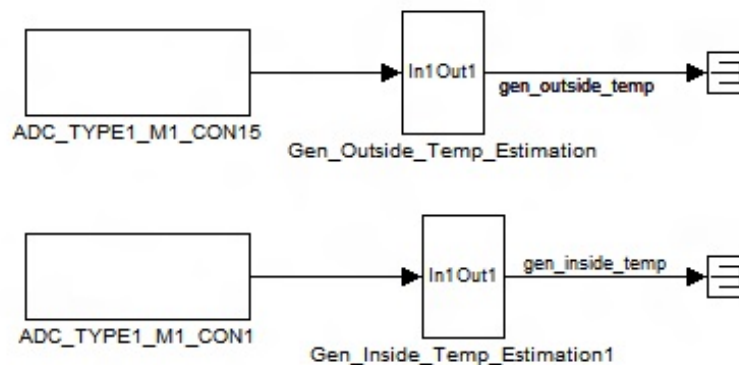 In1Out1
gen_outside_temp
ADC_TYPE1_M1_CON15
Gen_Outside_Temp_Estimation
In1Out1
gen_inside_temp
ADC_TYPE1_M1_CON1
Gen_Inside_Temp_Estimation1